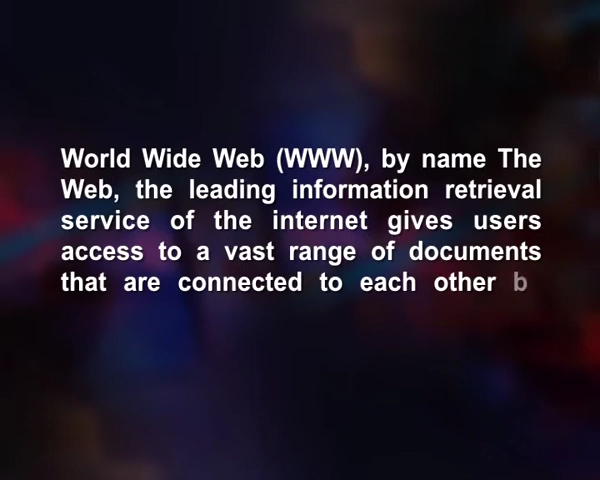 World Wide Web (WWW), by name The
Web, the leading information retrieval
service of the internet gives users
access to a vast range of documents
that are connected to each other b